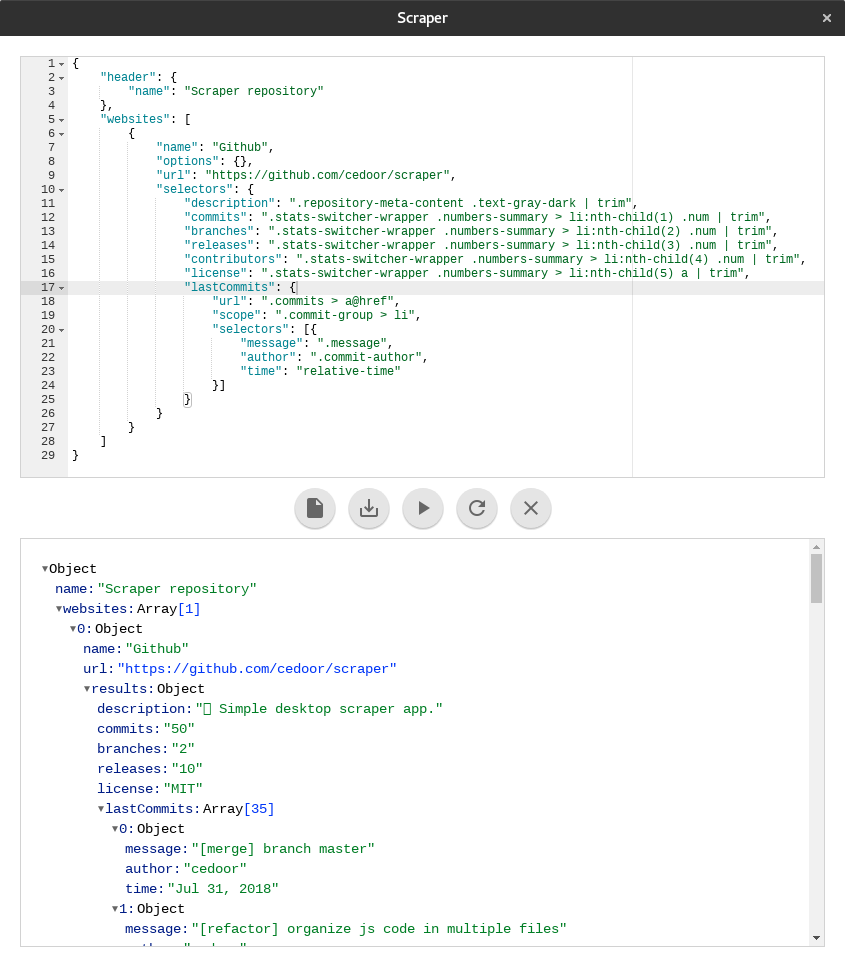 Scraper
1 {
2 "header": {
3 "name": "Scraper repository"
4 },
5 "websites": [
6 {
7 "name": "Github",
8 "options": {},
9 "url": "https://github.com/cedoor/scraper",
10 "selectors": {
11 "description": ".repository-meta-content .text-gray-dark | trim",
12 "commits": ".stats-switcher-wrapper .numbers-summary > li:nth-child(1) .num | trim",
13 "branches": ".stats-switcher-wrapper .numbers-summary > li:nth-child(2) .num | trim",
14 "releases": ".stats-switcher-wrapper .numbers-summary > li:nth-child(3) .num | trim",
15 "contributors": ".stats-switcher-wrapper .numbers-summary > li:nth-child(4) .num | trim",
16 "license": ".stats-switcher-wrapper .numbers-summary > li:nth-child(5) a | trim",
17 "lastCommits": {
18 "url": ".commits > a@href",
19 "scope": ".commit-group > li",
20 "selectors": [{
21 "message": ".message",
22 "author": ".commit-author",
23 "time": "relative-time"
24 }]
25 }
26 }
27 }
28 ]
29 }
Object
name: "Scraper repository"
websites: Array[1]
0: Object
name: "Github"
url: "https://github.com/cedoor/scraper"
results: Object
description: "▯ Simple desktop scraper app."
commits: "50"
branches: "2"
releases: "10"
license: "MIT"
lastCommits: Array[35]
0: Object
message: "[merge] branch master"
author: "cedoor"
time: "Jul 31, 2018"
1: Object
message: "[refactor] organize js code in multiple files"